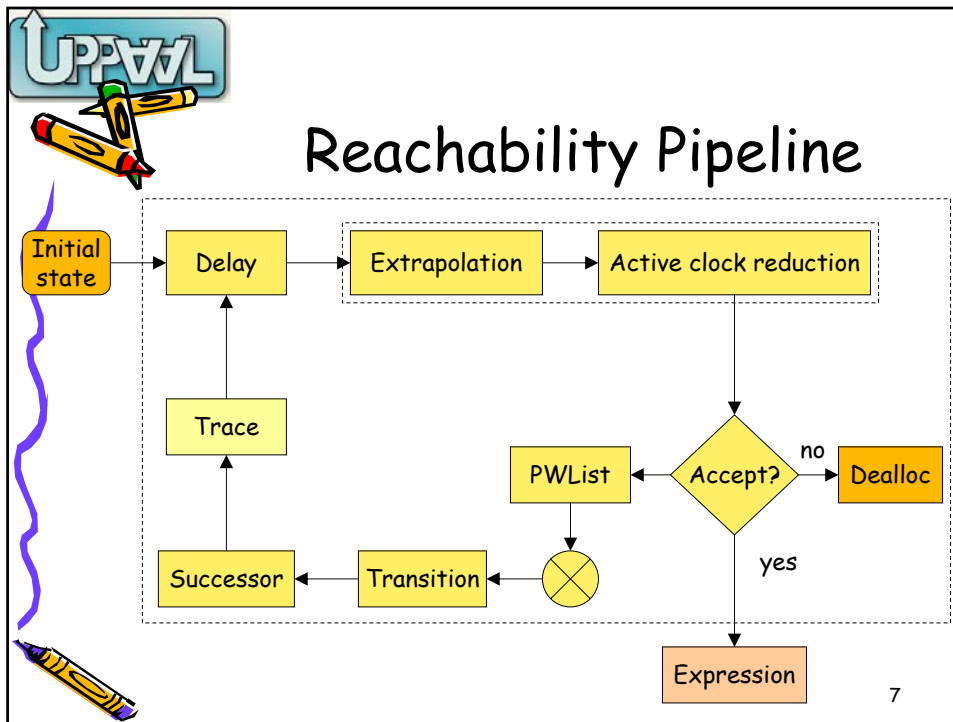 UPPAAL
Reachability Pipeline
Initial
state
Delay
Extrapolation
Active clock reduction
Trace
PWList
Accept?
no
Dealloc
Successor
Transition
yes
Expression
7